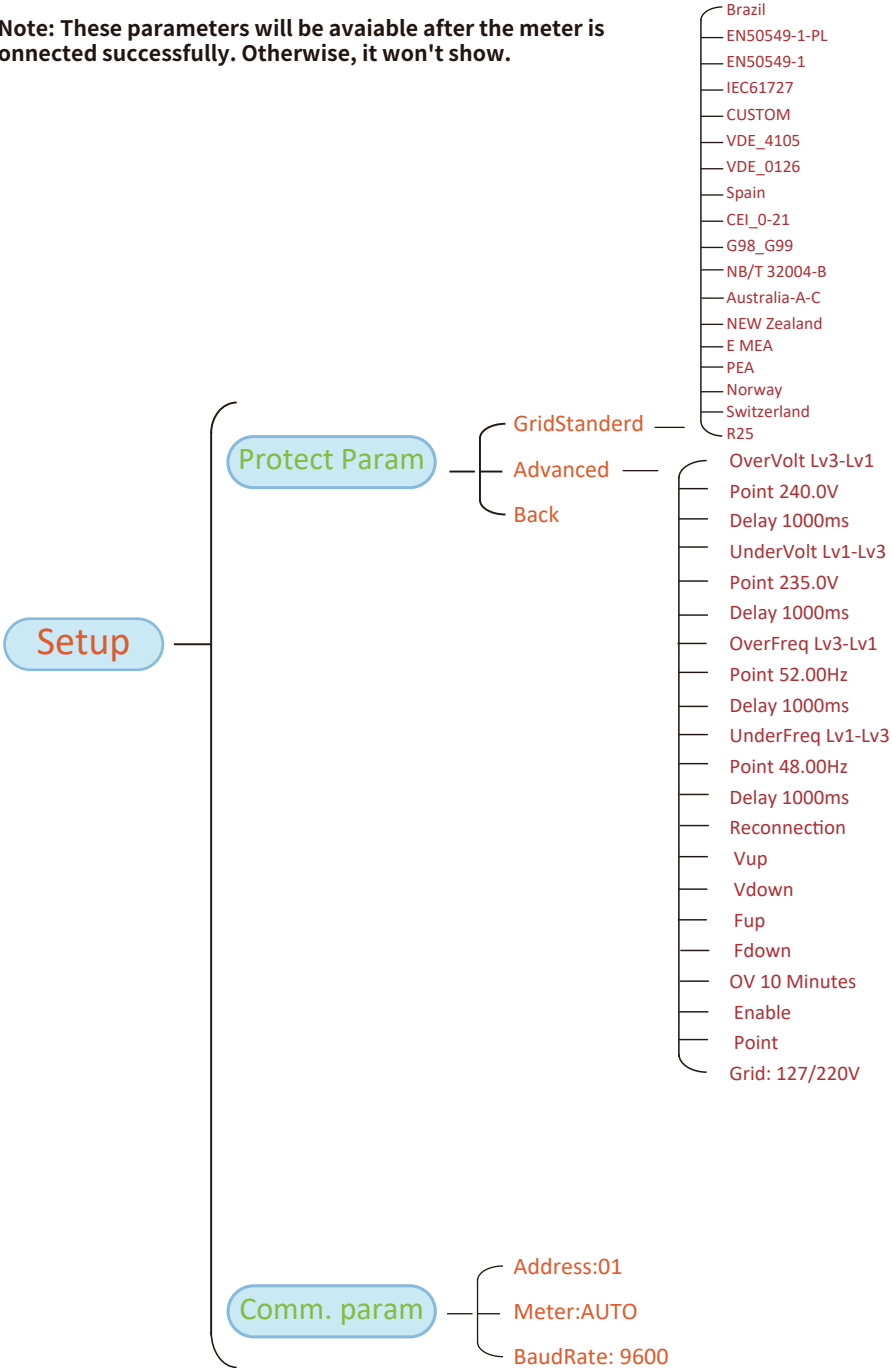 Note: These parameters will be avaiable after the meter is
onnected successfully. Otherwise, it won't show.
Setup
Protect Param
GridStanderd
Brazil
EN50549-1-PL
EN50549-1
IEC61727
CUSTOM
VDE_4105
VDE_0126
Spain
CEI_0-21
G98_G99
NB/T 32004-B
Australia-A-C
NEW Zealand
E MEA
PEA
Norway
Switzerland
R25
Advanced
OverVolt Lv3-Lv1
Point 240.0V
Delay 1000ms
UnderVolt Lv1-Lv3
Point 235.0V
Delay 1000ms
OverFreq Lv3-Lv1
Point 52.00Hz
Delay 1000ms
UnderFreq Lv1-Lv3
Point 48.00Hz
Delay 1000ms
Reconnection
Vup
Vdown
Fup
Fdown
OV 10 Minutes
Enable
Point
Grid: 127/220V
Back
Comm. param
Address:01
Meter:AUTO
BaudRate: 9600